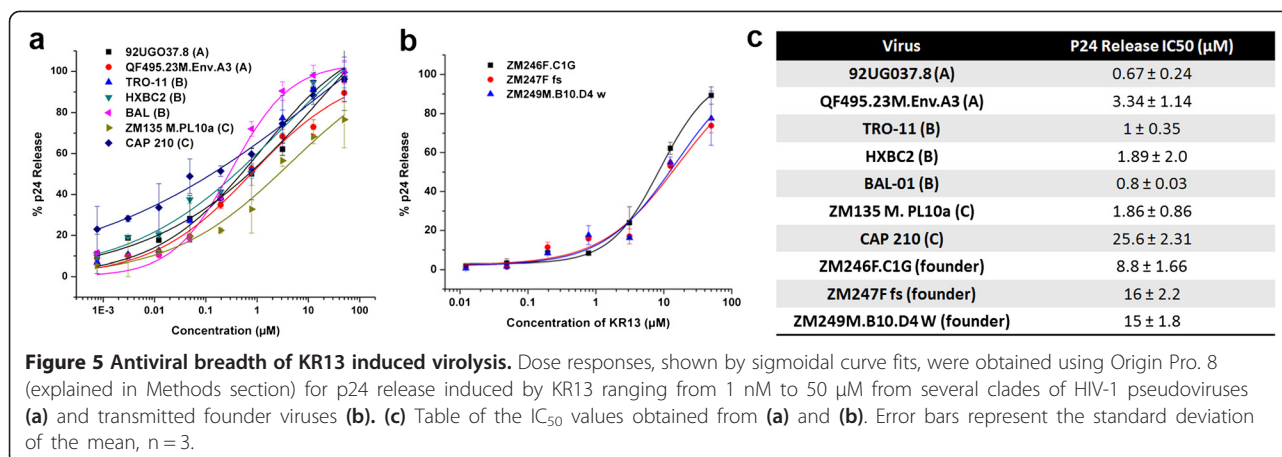 a
92UGO37.8 (A)
QF495.23M.Env.A3 (A)
TRO-11 (B)
HXBC2 (B)
BAL (B)
ZM135 M.PL10a (C)
CAP 210 (C)
% p24 Release
100
80
60
40
20
0
1E-3 0.01 0.1 1 10 100
Concentration (µM)
b
ZM246F.C1G
ZM247F fs
ZM249M.B10.D4 w
% p24 Release
100
80
60
40
20
0
0.01 0.1 1 10 100
Concentration of KR13 (µM)
c
Virus P24 Release IC50 (µM)
92UG037.8 (A) 0.67 ± 0.24
QF495.23M.Env.A3 (A) 3.34 ± 1.14
TRO-11 (B) 1 ± 0.35
HXBC2 (B) 1.89 ± 2.0
BAL-01 (B) 0.8 ± 0.03
ZM135 M. PL10a (C) 1.86 ± 0.86
CAP 210 (C) 25.6 ± 2.31
ZM246F.C1G (founder) 8.8 ± 1.66
ZM247F fs (founder) 16 ± 2.2
ZM249M.B10.D4 W (founder) 15 ± 1.8
Figure 5 Antiviral breadth of KR13 induced virolysis. Dose responses, shown by sigmoidal curve fits, were obtained using Origin Pro. 8
(explained in Methods section) for p24 release induced by KR13 ranging from 1 nM to 50 µM from several clades of HIV-1 pseudoviruses
(a) and transmitted founder viruses (b). (c) Table of the IC50 values obtained from (a) and (b). Error bars represent the standard deviation
of the mean, n = 3.